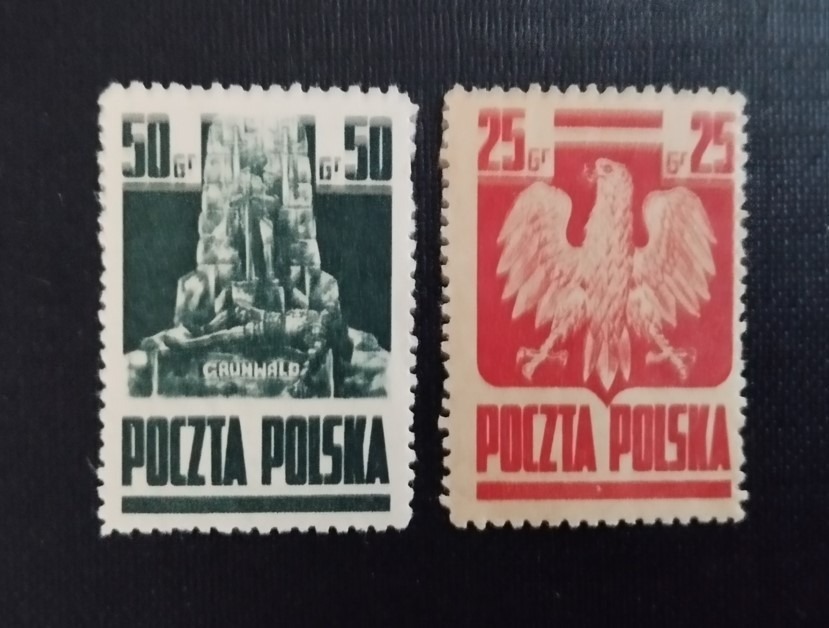 50 Gr Gr 50
GRUNWALD
POCZTA POLSKA
25 Gr Gr 25
POCZTA POLSKA